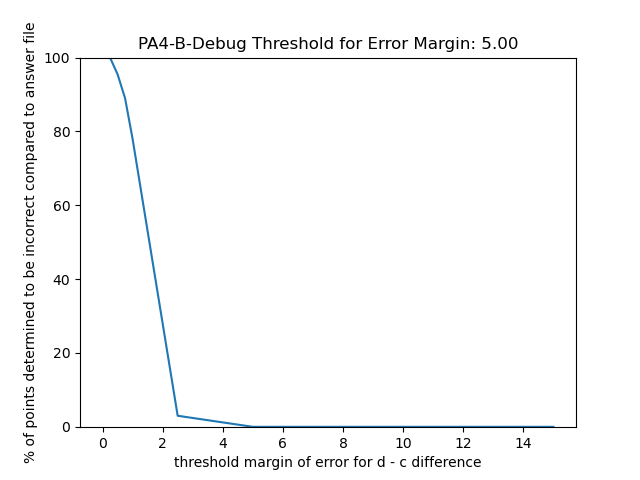 PA4-B-Debug Threshold for Error Margin: 5.00
% of points determined to be incorrect compared to answer file
100
80
60
40
20
0
0 2 4 6 8 10 12 14
threshold margin of error for d - c difference